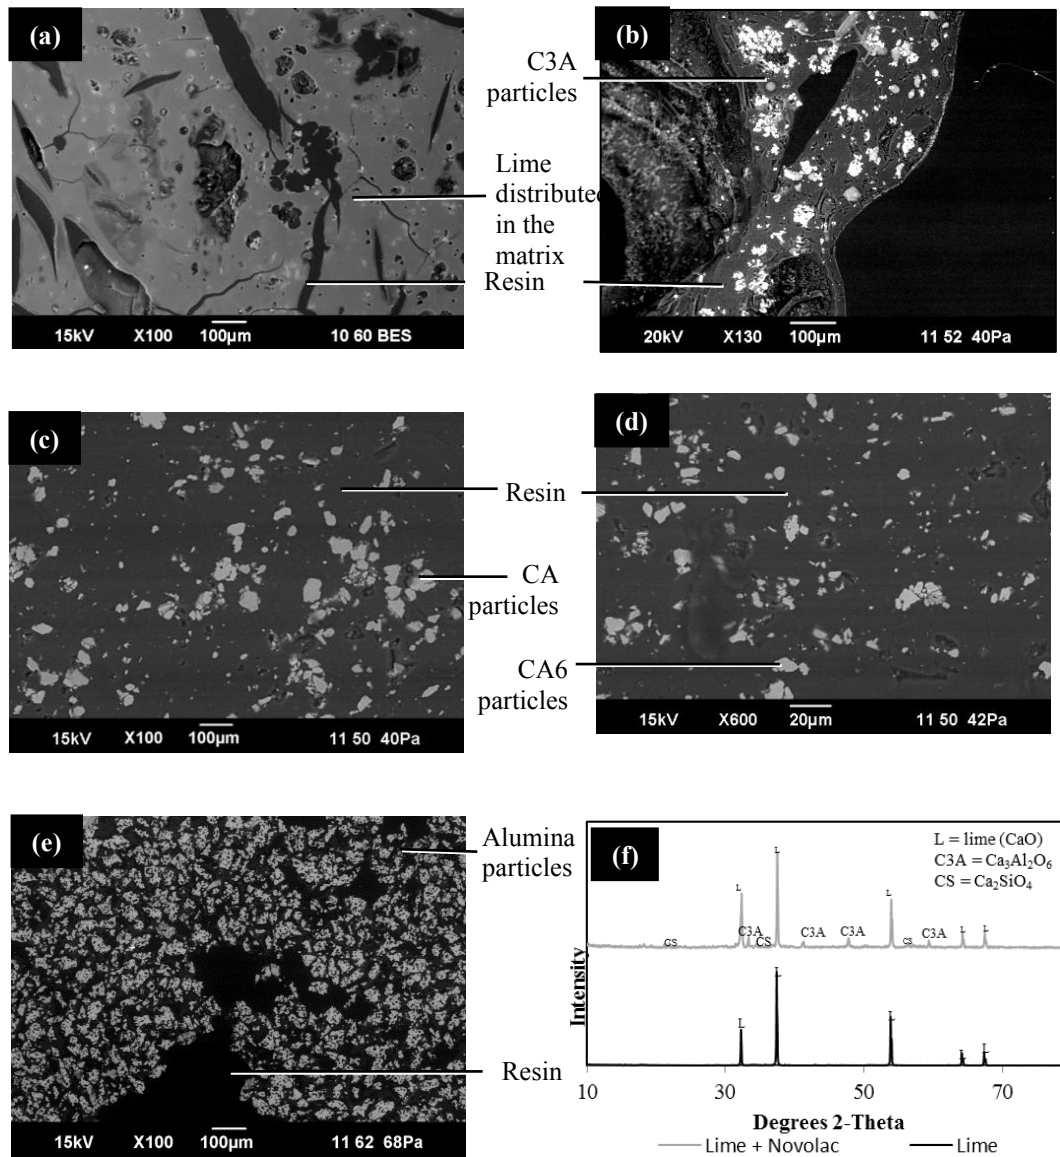 (a)
15kV X100 100µm 10 60 BES
(b)
20kV X130 100µm 11 52 40Pa
C3A
particles
Lime
distributed
in the
matrix
Resin
(c)
15kV X100 100µm 11 50 40Pa
(d)
15kV X600 20µm 11 50 42Pa
Resin
CA
particles
CA6
particles
(e)
15kV X100 100µm 11 62 68Pa
Alumina
particles
Resin
(f)
L = lime (CaO)
C3A = Ca₃Al₂O₆
CS = Ca₂SiO₄
L
L
L
CS C3A CS C3A C3A CS C3A L L
Intensity
L
L
L
L
L
10 30 50 70
Degrees 2-Theta
Lime + Novolac Lime